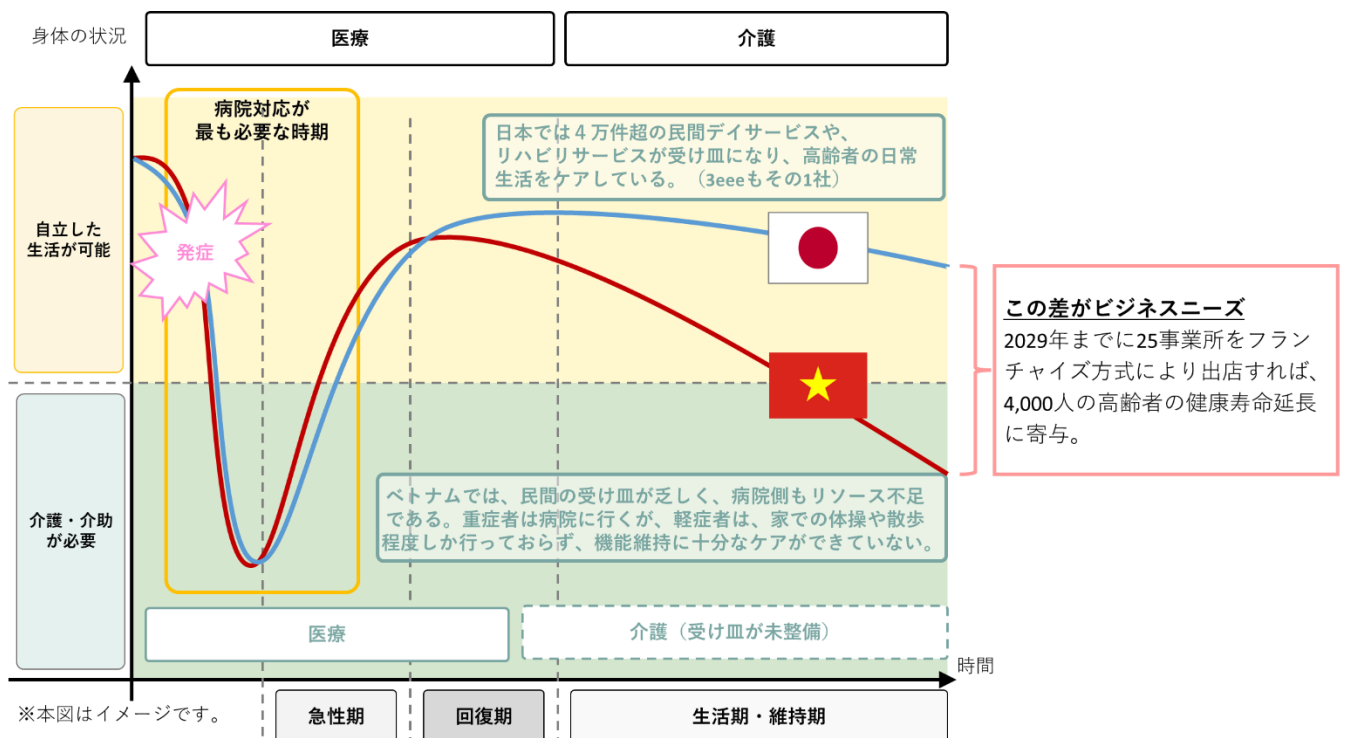 身体の状況
医療
介護
病院対応が
最も必要な時期
日本では４万件超の民間デイサービスや、
リハビリサービスが受け皿になり、高齢者の日常
生活をケアしている。（3eeeもその1社）
自立した
生活が可能
発症
この差がビジネスニーズ
2029年までに25事業所をフラン
チャイズ方式により出店すれば、
4,000人の高齢者の健康寿命延長
に寄与。
介護・介助
が必要
ベトナムでは、民間の受け皿が乏しく、病院側もリソース不足
である。重症者は病院に行くが、軽症者は、家での体操や散歩
程度しか行っておらず、機能維持に十分なケアができていない。
医療
介護（受け皿が未整備）
時間
※本図はイメージです。
急性期
回復期
生活期・維持期